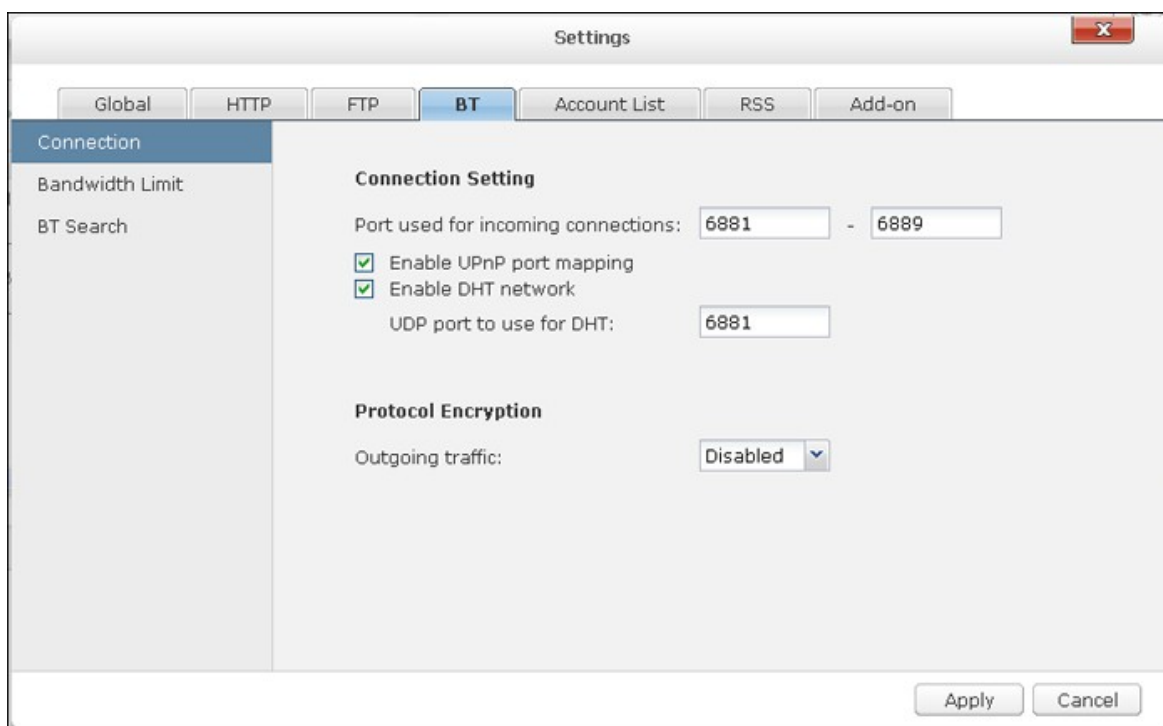 Settings
X
Global HTTP FTP BT Account List RSS Add-on
Connection
Bandwidth Limit
BT Search
Connection Setting
Port used for incoming connections: 6881 - 6889
Enable UPnP port mapping
Enable DHT network
UDP port to use for DHT: 6881
Protocol Encryption
Outgoing traffic: Disabled
Apply Cancel